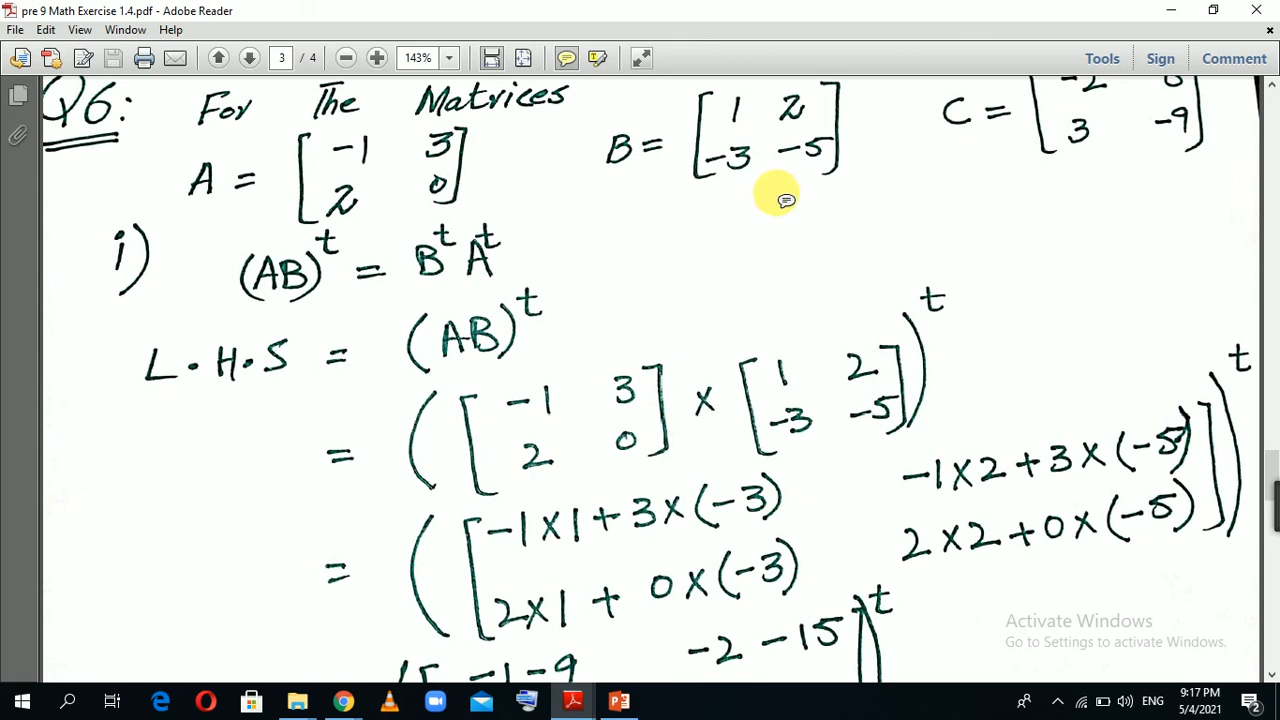 pre 9 Math Exercise 1.4.pdf - Adobe Reader
File Edit View Window Help
3 / 4 143% Tools Sign Comment
Q6: For The Matrices
A = [ -1 3
2 0 ] B = [ 1 2
-3 -5 ] C = [ -2
3 -9 ]
i) (AB)^t = B^t A^t
L.H.S = (AB)^t
= ( [ -1 3
2 0 ] × [ 1 2
-3 -5 ] )^t
= ( [ -1×1+3×(-3) -1×2+3×(-5)
2×1+ 0×(-3) 2×2+0×(-5) ] )^t
-1-9 -2-15 ] )^t
Activate Windows
Go to Settings to activate Windows.
ENG 9:17 PM
5/4/2021 2